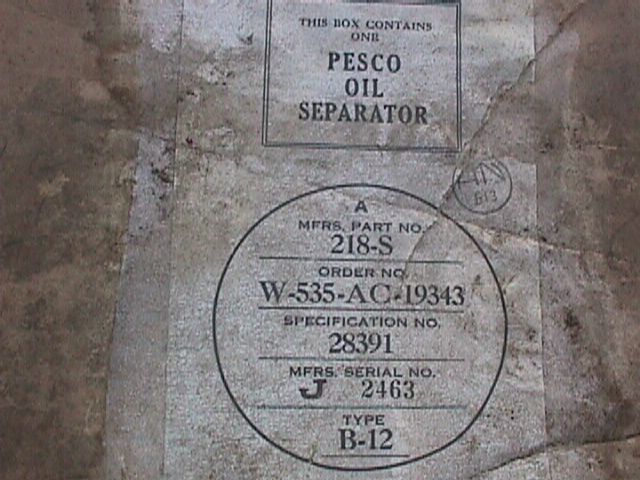 THIS BOX CONTAINS
ONE
PESCO
OIL
SEPARATOR
A
MFRS. PART NO.
218-S
ORDER NO.
W-535-AC-19343
SPECIFICATION NO.
28391
MFRS. SERIAL NO.
J 2463
TYPE
B-12